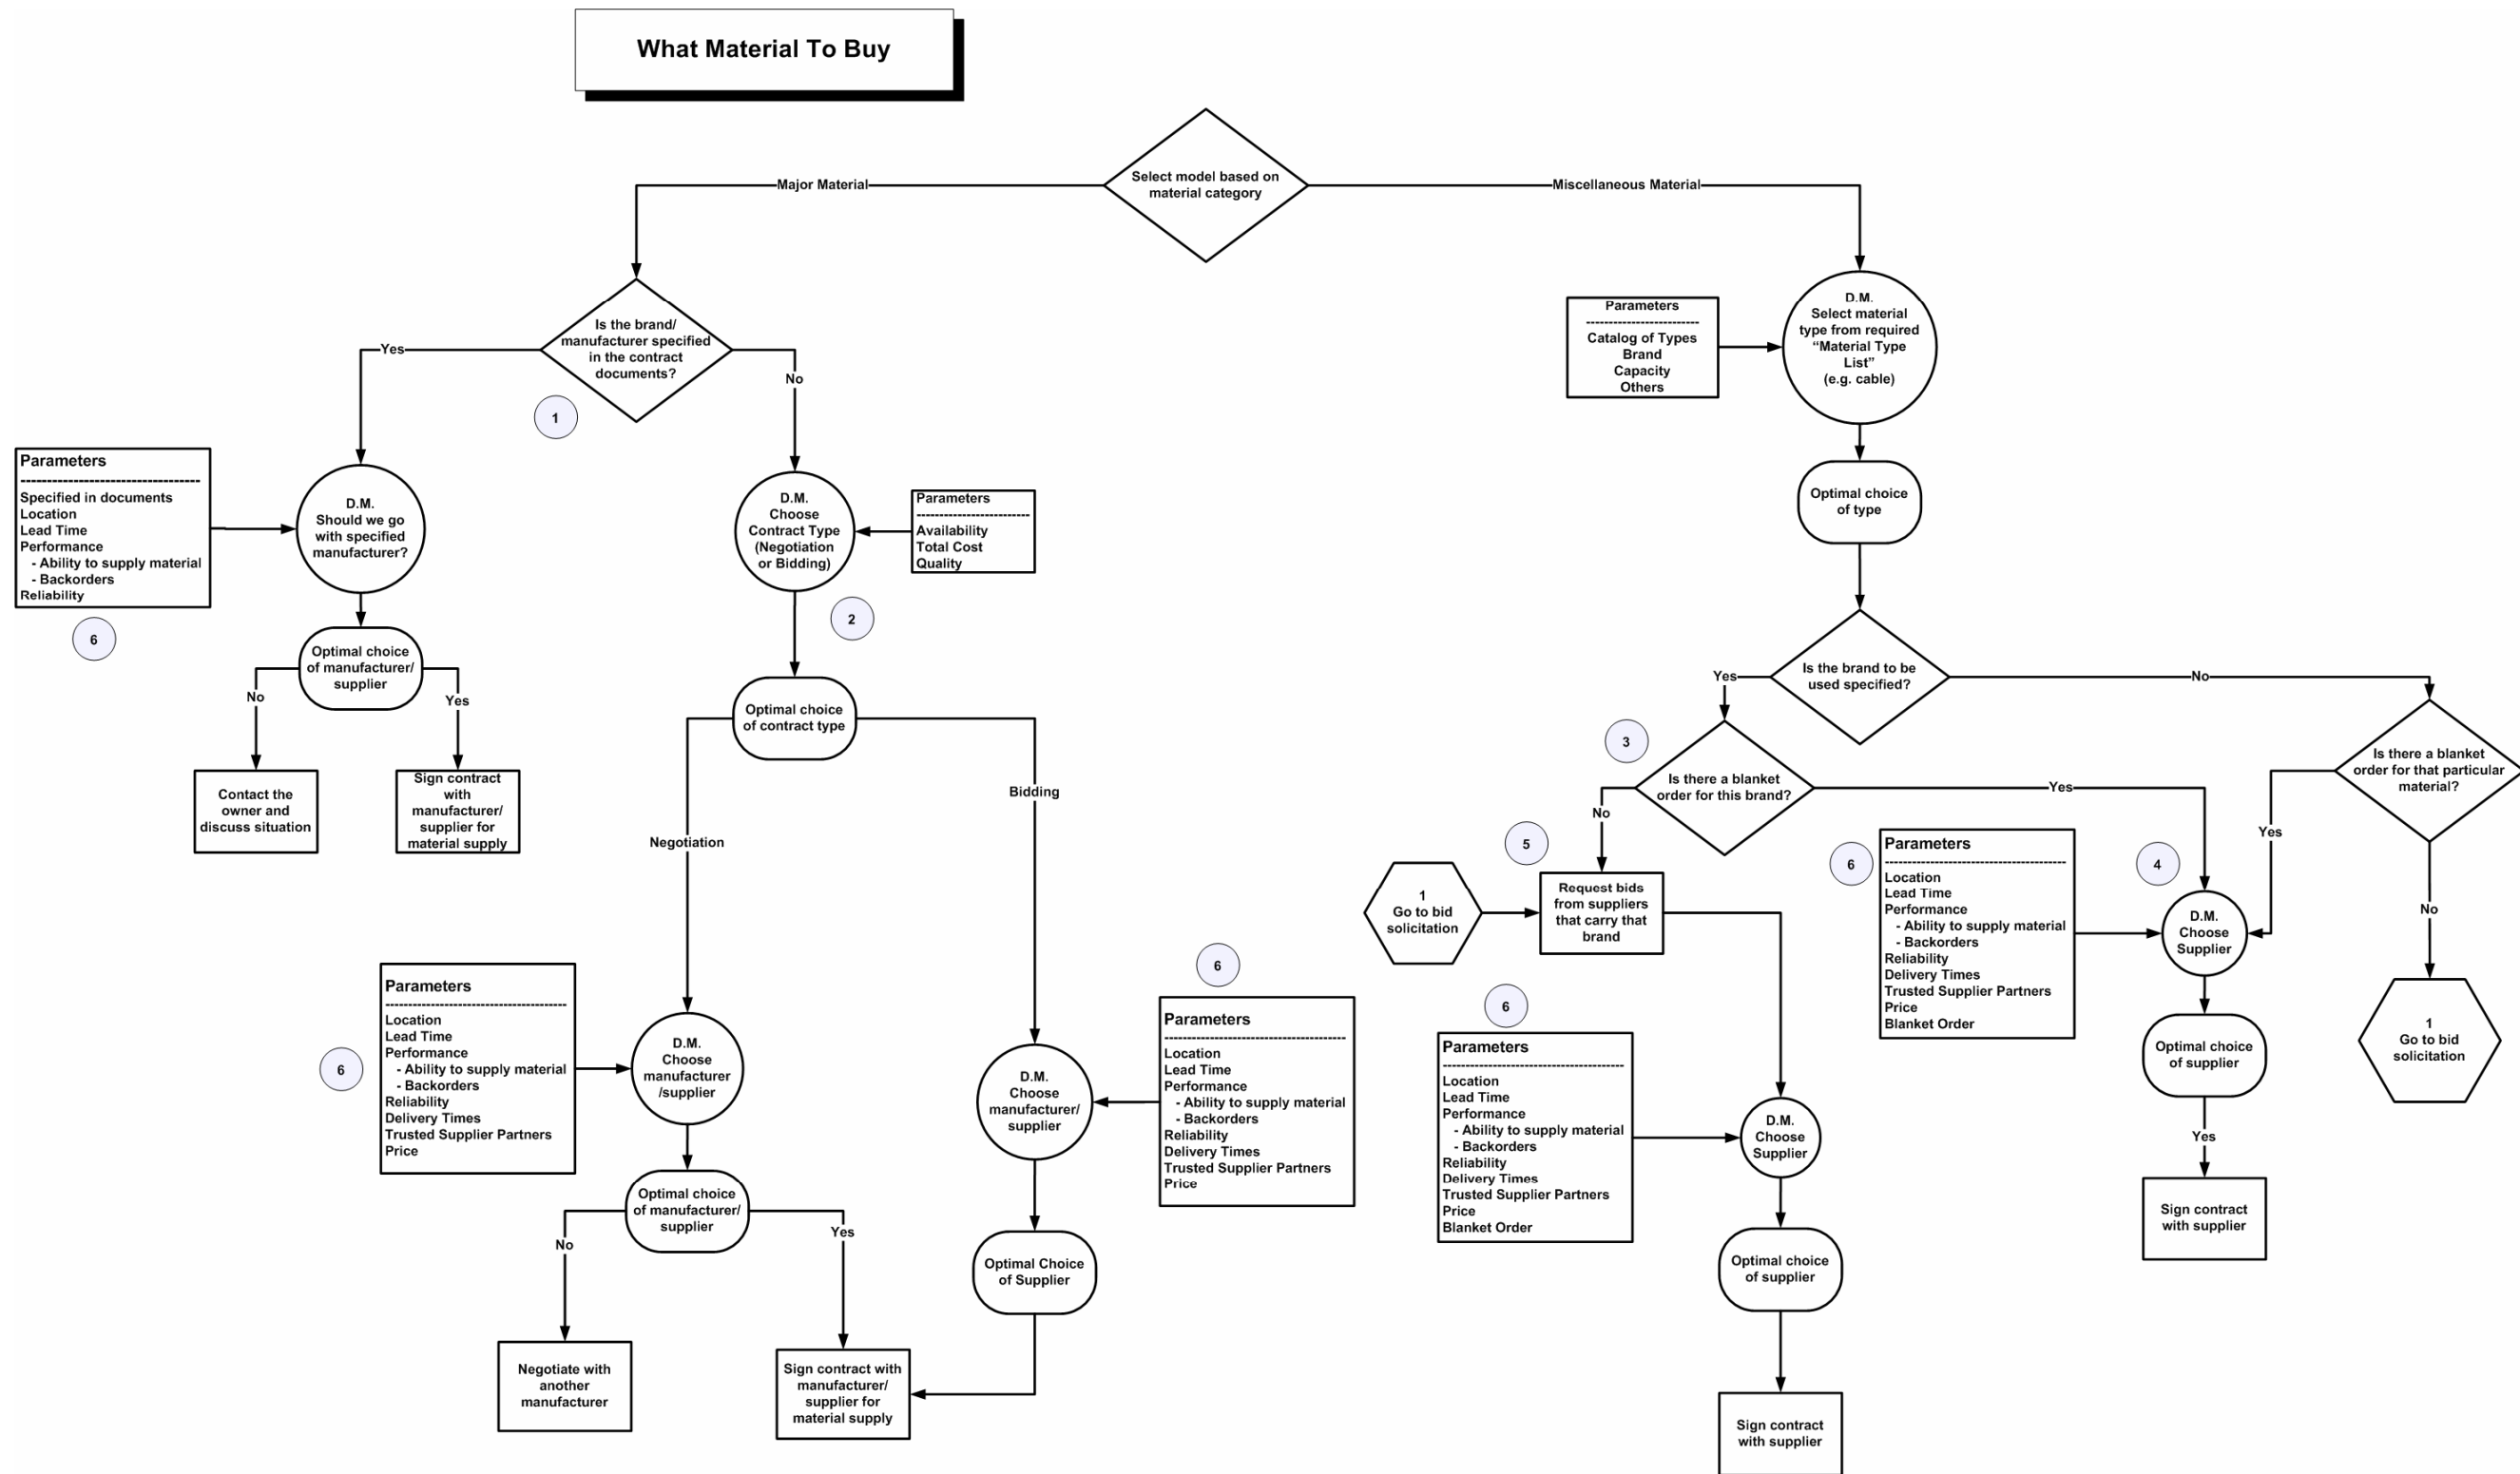 What Material To Buy
Select model based on
material category
Major Material
Miscellaneous Material
Is the brand/
manufacturer specified
in the contract
documents?
Yes
No
1
Parameters
-----------------------------------
Specified in documents
Location
Lead Time
Performance
- Ability to supply material
- Backorders
Reliability
6
D.M.
Should we go
with specified
manufacturer?
Optimal choice
of manufacturer/
supplier
No
Yes
Contact the
owner and
discuss situation
Sign contract
with
manufacturer/
supplier for
material supply
D.M.
Choose
Contract Type
(Negotiation
or Bidding)
Parameters
-------------------------
Availability
Total Cost
Quality
2
Optimal choice
of contract type
Negotiation
Bidding
Parameters
----------------------------------------
Location
Lead Time
Performance
- Ability to supply material
- Backorders
Reliability
Delivery Times
Trusted Supplier Partners
Price
6
D.M.
Choose
manufacturer
/supplier
Optimal choice
of manufacturer/
supplier
No
Yes
Negotiate with
another
manufacturer
Sign contract with
manufacturer/
supplier for
material supply
D.M.
Choose
manufacturer/
supplier
6
Parameters
----------------------------------------
Location
Lead Time
Performance
- Ability to supply material
- Backorders
Reliability
Delivery Times
Trusted Supplier Partners
Price
Optimal Choice
of Supplier
Parameters
-------------------------
Catalog of Types
Brand
Capacity
Others
D.M.
Select material
type from required
“Material Type
List”
(e.g. cable)
Optimal choice
of type
Is the brand to be
used specified?
Yes
No
3
Is there a blanket
order for this brand?
No
Yes
5
1
Go to bid
solicitation
Request bids
from suppliers
that carry that
brand
6
Parameters
----------------------------------------
Location
Lead Time
Performance
- Ability to supply material
- Backorders
Reliability
Delivery Times
Trusted Supplier Partners
Price
Blanket Order
D.M.
Choose
Supplier
Optimal choice
of supplier
Sign contract
with supplier
Is there a blanket
order for that particular
material?
Yes
No
6
Parameters
----------------------------------------
Location
Lead Time
Performance
- Ability to supply material
- Backorders
Reliability
Delivery Times
Trusted Supplier Partners
Price
Blanket Order
4
D.M.
Choose
Supplier
Optimal choice
of supplier
Yes
Sign contract
with supplier
1
Go to bid
solicitation